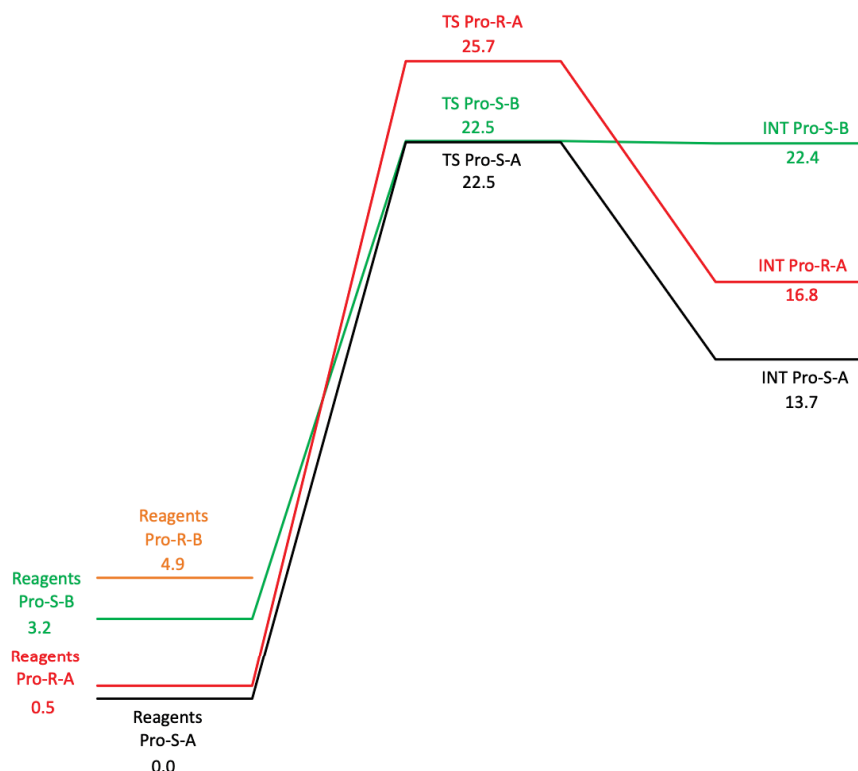 TS Pro-R-A
25.7
TS Pro-S-B
22.5
TS Pro-S-A
22.5
INT Pro-S-B
22.4
INT Pro-R-A
16.8
INT Pro-S-A
13.7
Reagents
Pro-R-B
4.9
Reagents
Pro-S-B
3.2
Reagents
Pro-R-A
0.5
Reagents
Pro-S-A
0.0